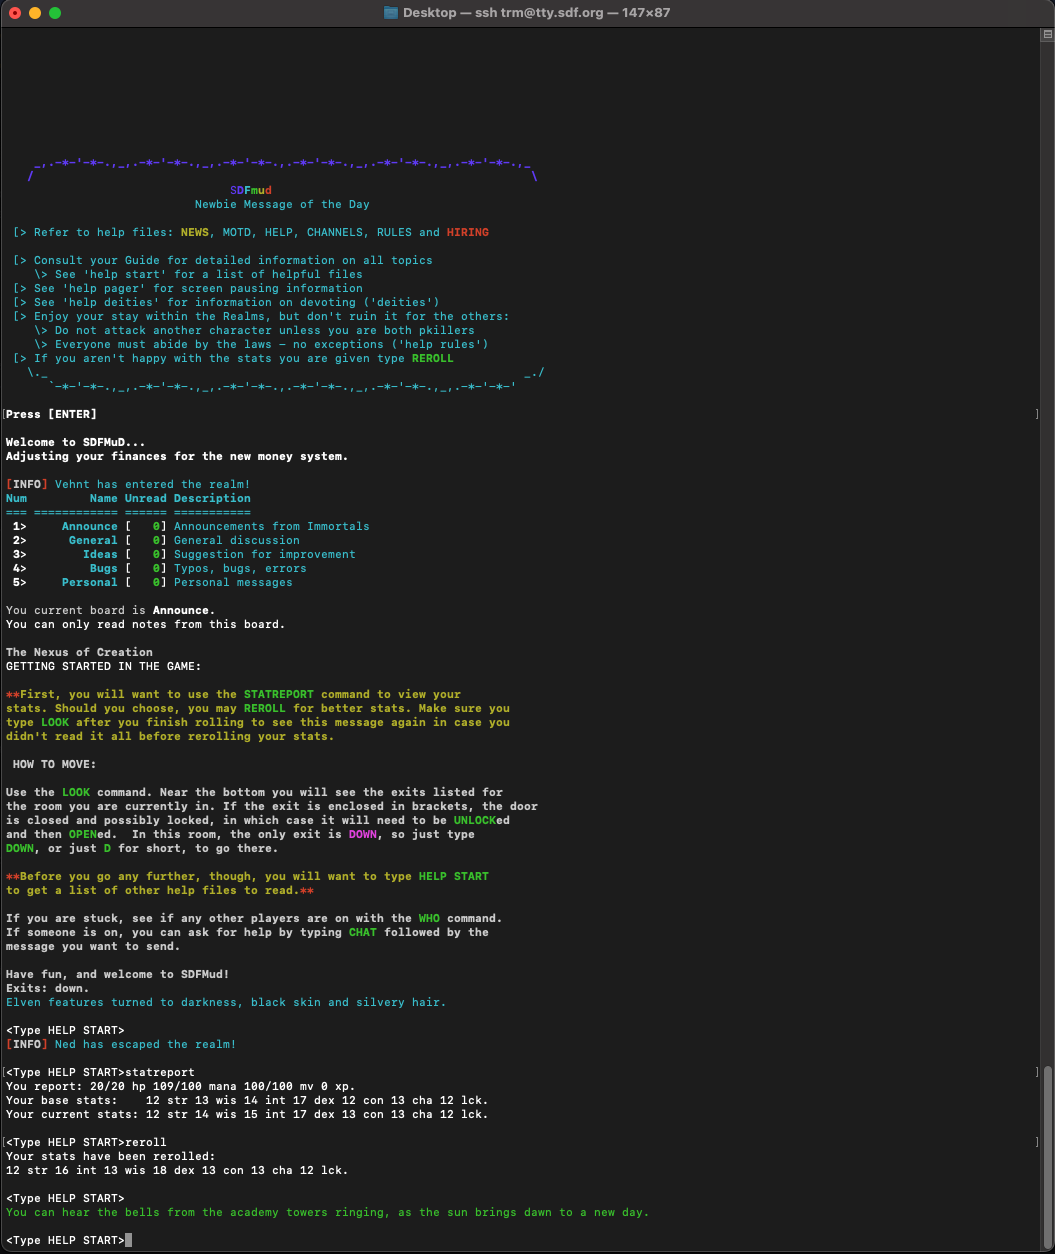 Desktop — ssh trm@tty.sdf.org — 147×87
_,.-*-'-*-.,_,.-*-'-*-.,_,.-*-'-*-.,.-*-'-*-.,_,.-*-'-*-.,_,.-*-'-*-.,_
/ \
SDFmud
Newbie Message of the Day
[> Refer to help files: NEWS, MOTD, HELP, CHANNELS, RULES and HIRING
[> Consult your Guide for detailed information on all topics
\> See 'help start' for a list of helpful files
[> See 'help pager' for screen pausing information
[> See 'help deities' for information on devoting ('deities')
[> Enjoy your stay within the Realms, but don't ruin it for the others:
\> Do not attack another character unless you are both pkillers
\> Everyone must abide by the laws - no exceptions ('help rules')
[> If you aren't happy with the stats you are given type REROLL
\._ _./
`-*-'-*-.,_,.-*-'-*-.,_,.-*-'-*-.,.-*-'-*-.,_,.-*-'-*-.,_,.-*-'-*-'
[Press [ENTER] ]
Welcome to SDFMuD...
Adjusting your finances for the new money system.
[INFO] Vehnt has entered the realm!
Num Name Unread Description
=== ============ ====== ===========
1> Announce [ 0] Announcements from Immortals
2> General [ 0] General discussion
3> Ideas [ 0] Suggestion for improvement
4> Bugs [ 0] Typos, bugs, errors
5> Personal [ 0] Personal messages
You current board is Announce.
You can only read notes from this board.
The Nexus of Creation
GETTING STARTED IN THE GAME:
**First, you will want to use the STATREPORT command to view your
stats. Should you choose, you may REROLL for better stats. Make sure you
type LOOK after you finish rolling to see this message again in case you
didn't read it all before rerolling your stats.
HOW TO MOVE:
Use the LOOK command. Near the bottom you will see the exits listed for
the room you are currently in. If the exit is enclosed in brackets, the door
is closed and possibly locked, in which case it will need to be UNLOCKed
and then OPENed.  In this room, the only exit is DOWN, so just type
DOWN, or just D for short, to go there.
**Before you go any further, though, you will want to type HELP START
to get a list of other help files to read.**
If you are stuck, see if any other players are on with the WHO command.
If someone is on, you can ask for help by typing CHAT followed by the
message you want to send.
Have fun, and welcome to SDFMud!
Exits: down.
Elven features turned to darkness, black skin and silvery hair.
<Type HELP START>
[INFO] Ned has escaped the realm!
[<Type HELP START>statreport ]
You report: 20/20 hp 109/100 mana 100/100 mv 0 xp.
Your base stats:    12 str 13 wis 14 int 17 dex 12 con 13 cha 12 lck.
Your current stats: 12 str 14 wis 15 int 17 dex 12 con 13 cha 12 lck.
[<Type HELP START>reroll ]
Your stats have been rerolled:
12 str 16 int 13 wis 18 dex 13 con 13 cha 12 lck.
<Type HELP START>
You can hear the bells from the academy towers ringing, as the sun brings dawn to a new day.
<Type HELP START>